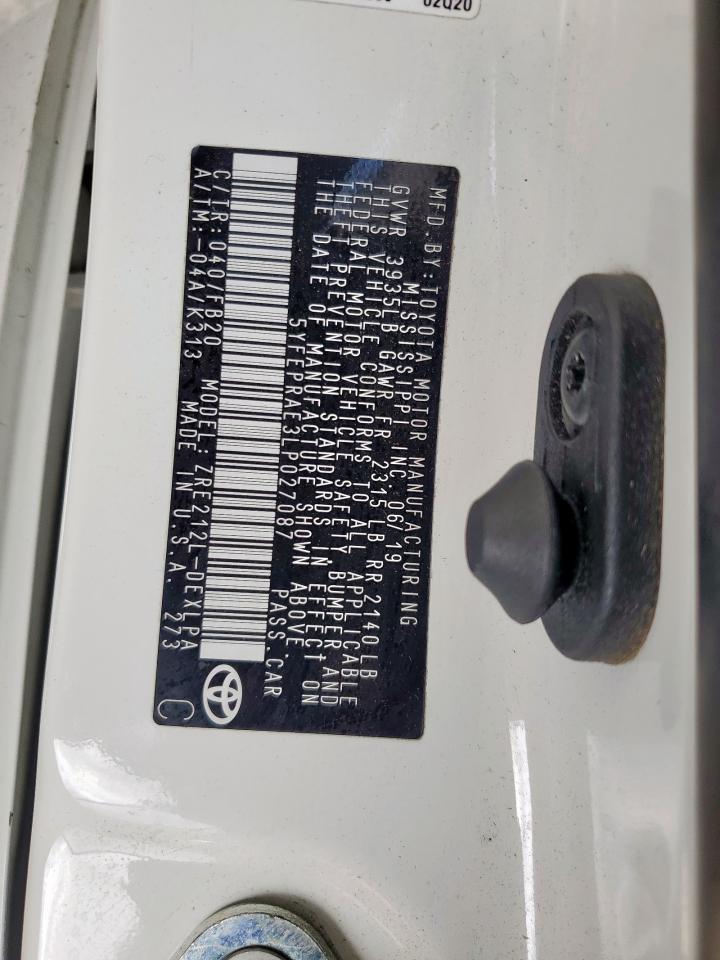 02Q20
MFD. BY:TOYOTA MOTOR MANUFACTURING
MISSISSIPPI INC. 06/19
GVWR 3935LB GAWR FR 2315 LB RR 2140LB
THIS VEHICLE CONFORMS TO ALL APPLICABLE
FEDERAL MOTOR VEHICLE SAFETY, BUMPER AND
THEFT PREVENTION STANDARDS IN EFFECT ON
THE DATE OF MANUFACTURE SHOWN ABOVE.
5YFEPRAE3LP027087 PASS.CAR
C/TR:040/FB20 MODEL:ZRE212L-DEXLPA
A/TM:-04A/K313 MADE IN U.S.A. 273
C